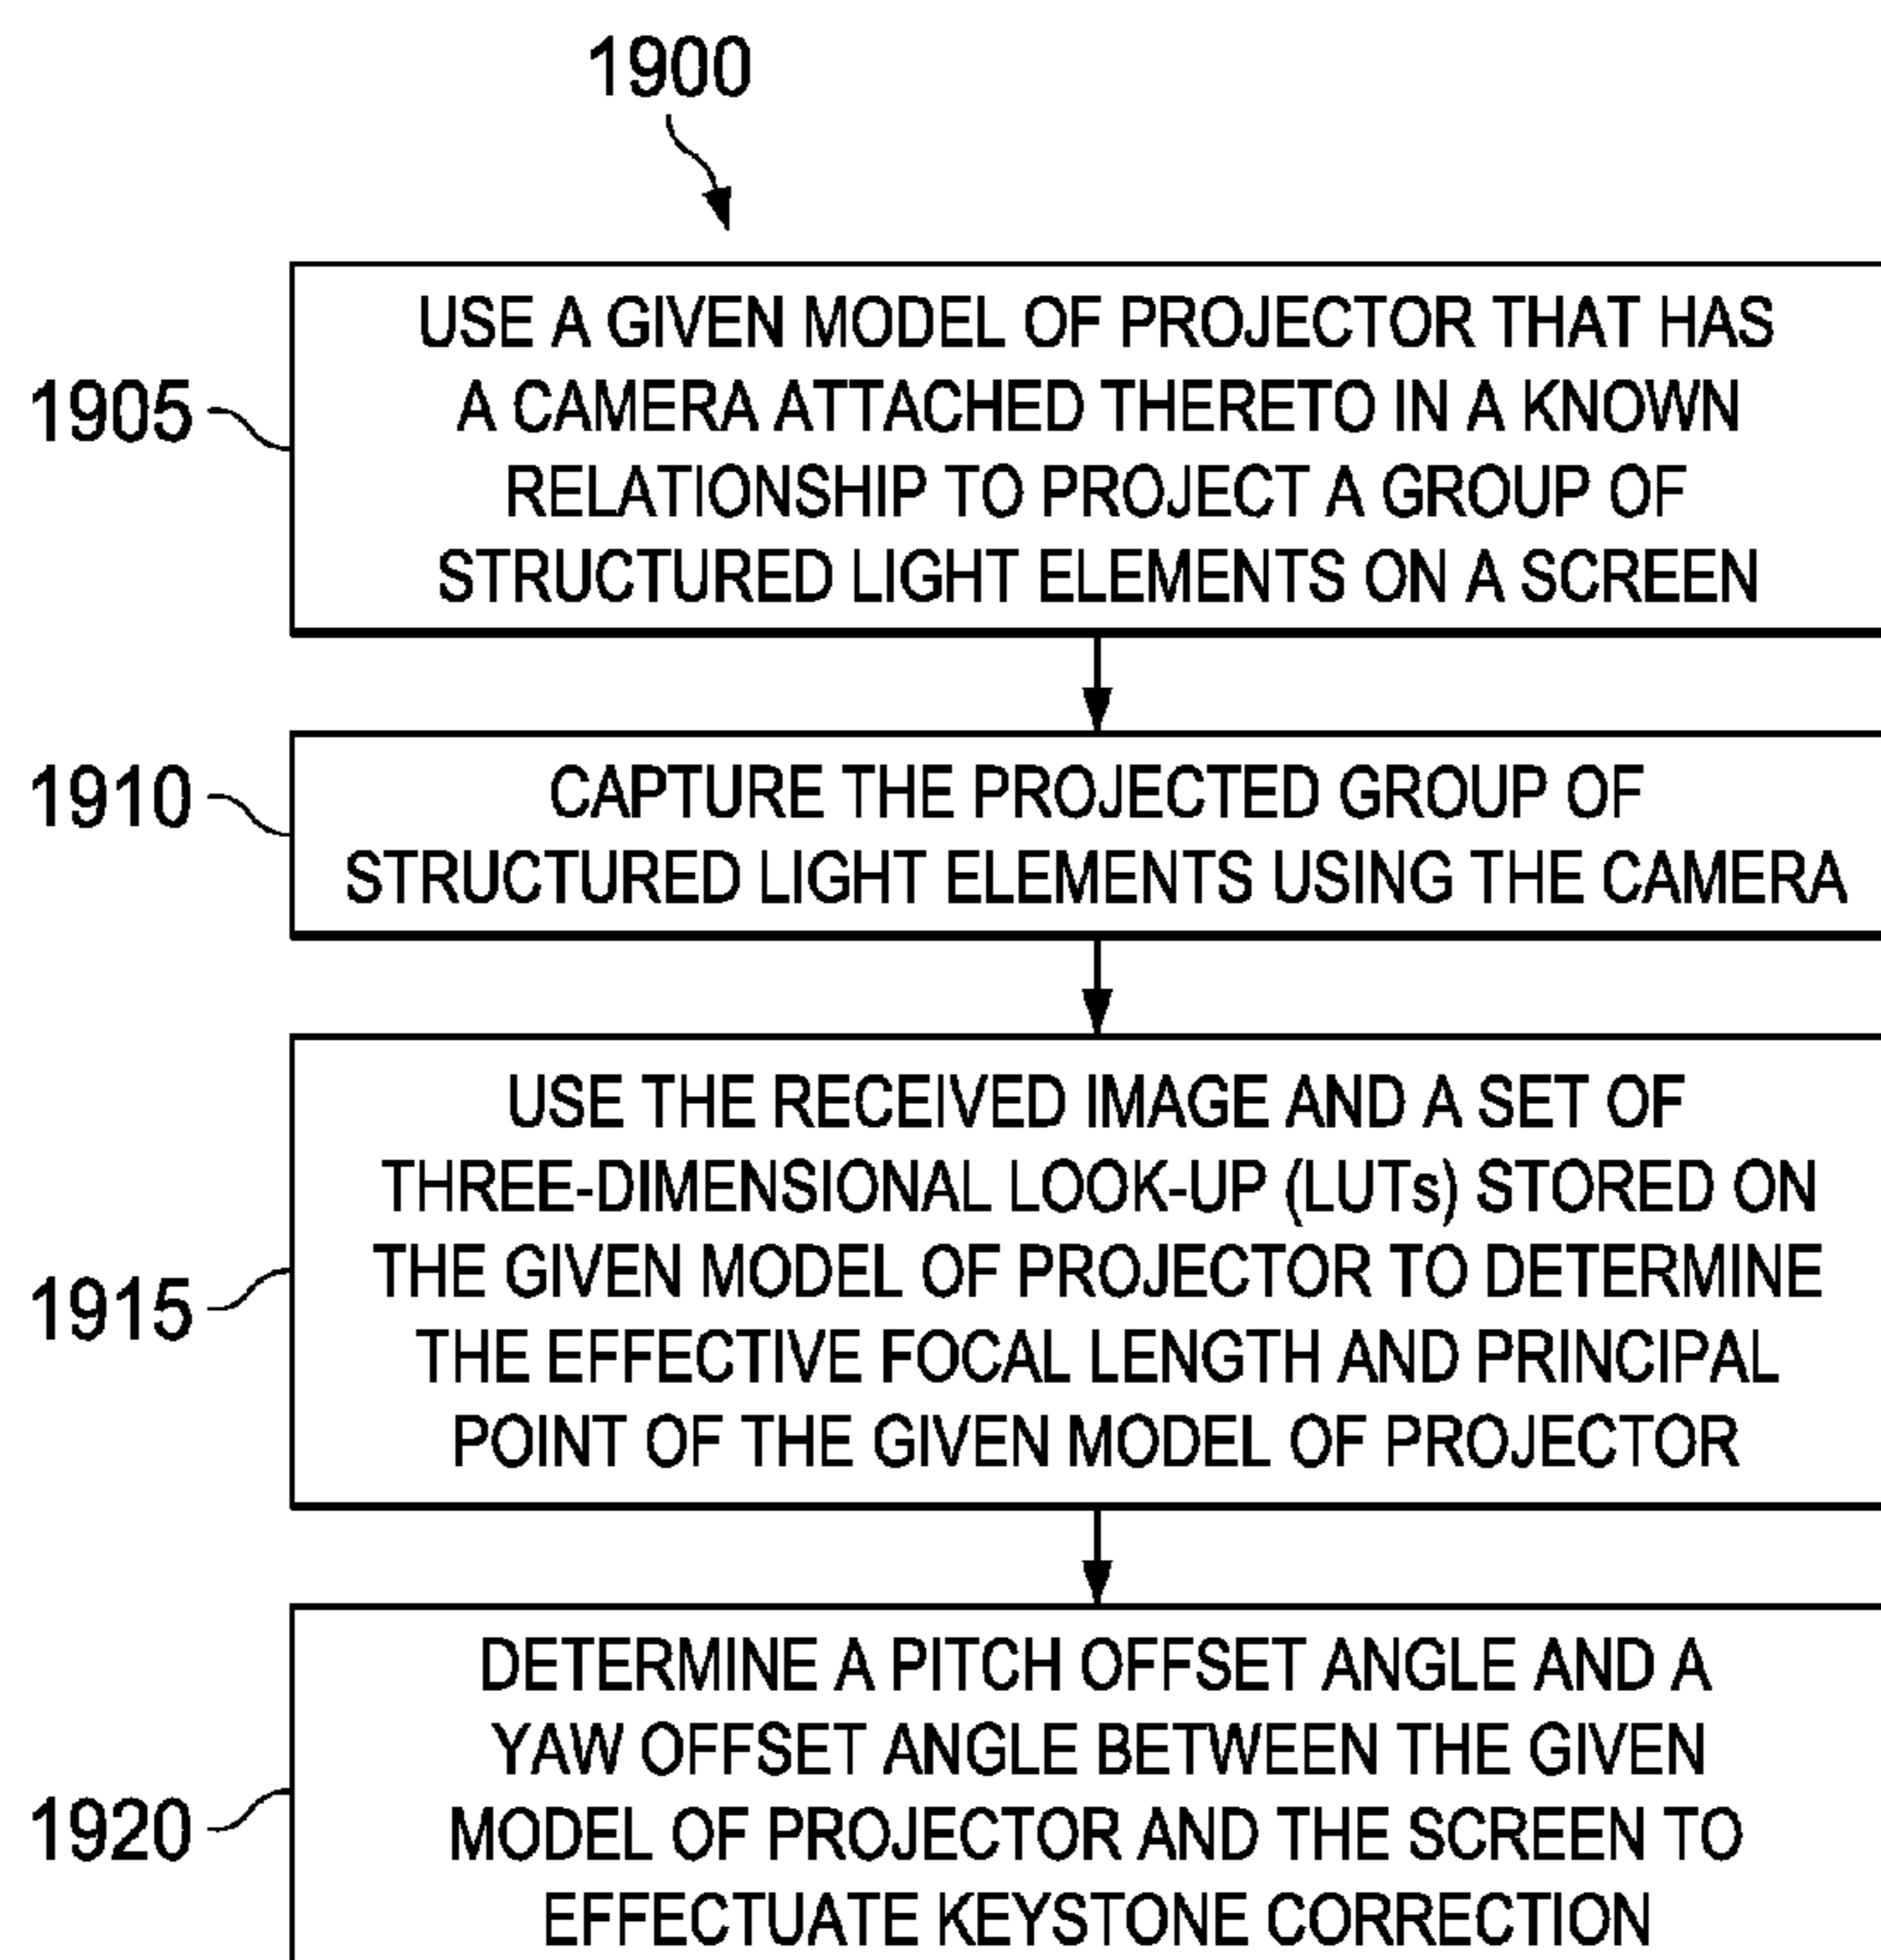 1900
1905
USE A GIVEN MODEL OF PROJECTOR THAT HAS
A CAMERA ATTACHED THERETO IN A KNOWN
RELATIONSHIP TO PROJECT A GROUP OF
STRUCTURED LIGHT ELEMENTS ON A SCREEN
1910
CAPTURE THE PROJECTED GROUP OF
STRUCTURED LIGHT ELEMENTS USING THE CAMERA
1915
USE THE RECEIVED IMAGE AND A SET OF
THREE-DIMENSIONAL LOOK-UP (LUTs) STORED ON
THE GIVEN MODEL OF PROJECTOR TO DETERMINE
THE EFFECTIVE FOCAL LENGTH AND PRINCIPAL
POINT OF THE GIVEN MODEL OF PROJECTOR
1920
DETERMINE A PITCH OFFSET ANGLE AND A
YAW OFFSET ANGLE BETWEEN THE GIVEN
MODEL OF PROJECTOR AND THE SCREEN TO
EFFECTUATE KEYSTONE CORRECTION